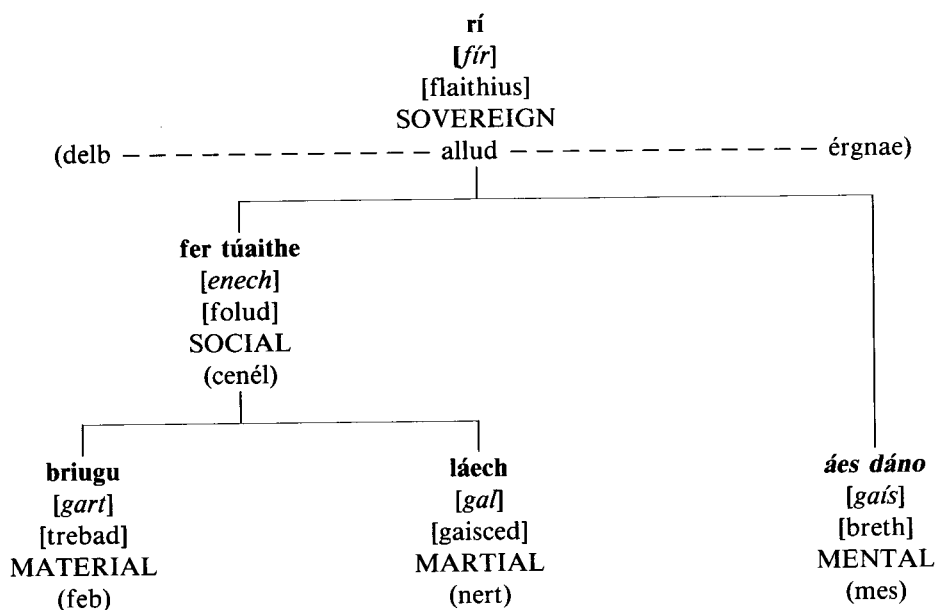 rí
[fír]
[flaithius]
SOVEREIGN
(delb allud érgnae)
fer túaithe
[enech]
[folud]
SOCIAL
(cenél)
briugu láech áes dáno
[gart] [gal] [gaís]
[trebad] [gaisced] [breth]
MATERIAL MARTIAL MENTAL
(feb) (nert) (mes)